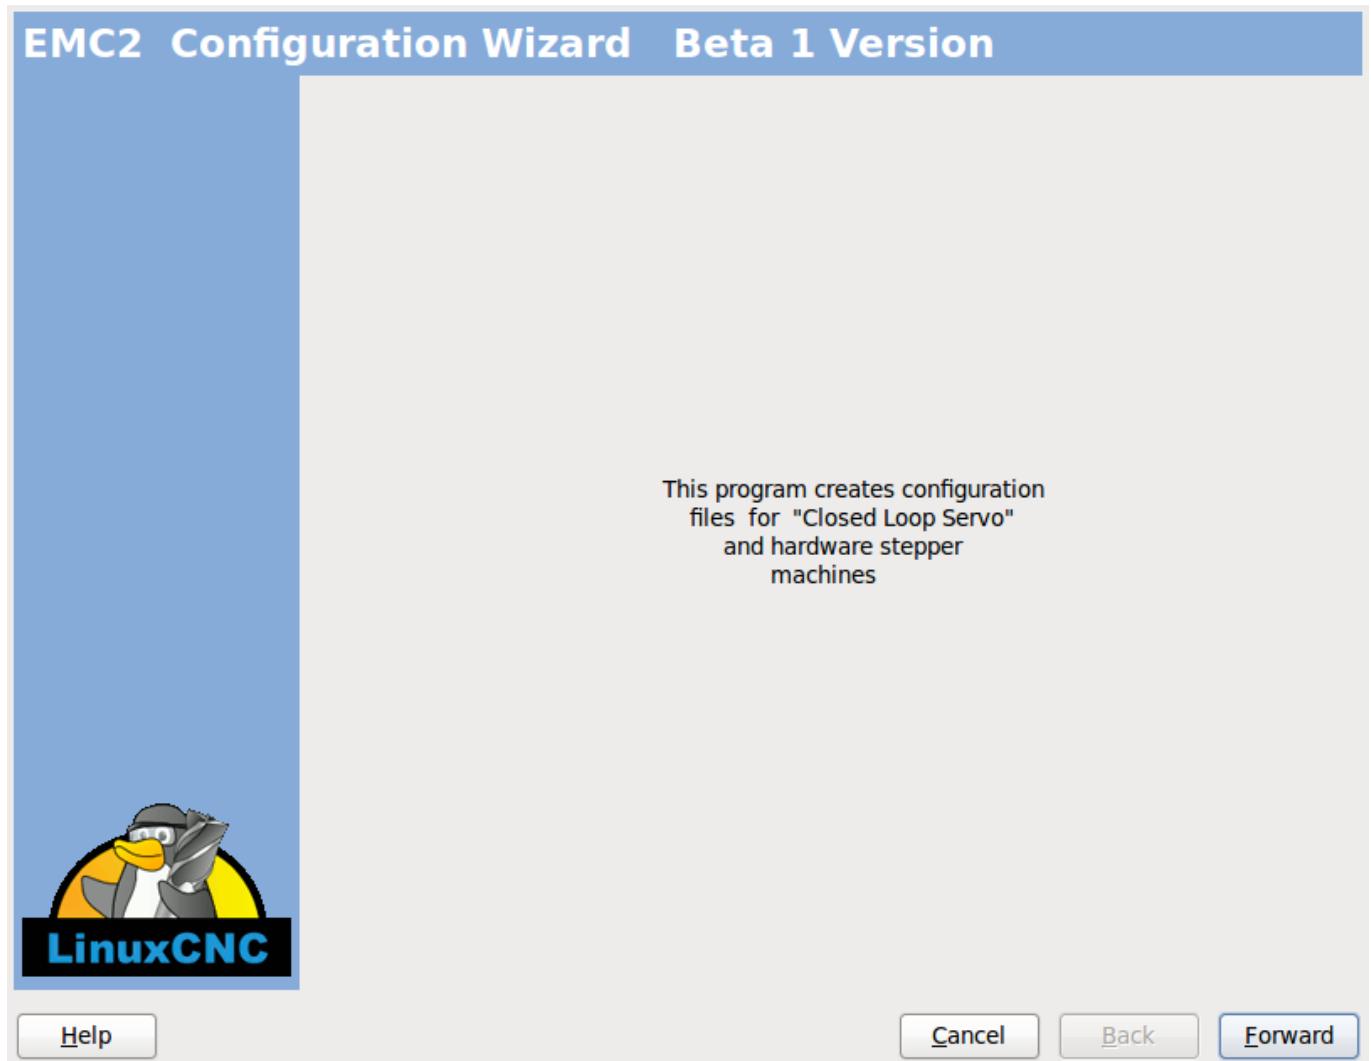 EMC2  Configuration Wizard   Beta 1 Version
This program creates configuration
files  for  "Closed Loop Servo"
and hardware stepper
machines
LinuxCNC
Help
Cancel
Back
Forward